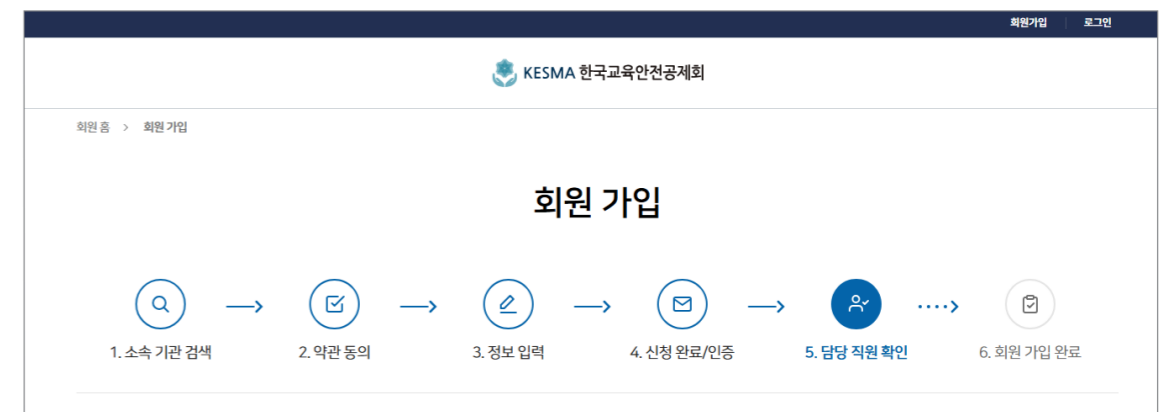 회원가입 로그인
KESMA 한국교육안전공제회
회원 홈 > 회원 가입
회원 가입
1. 소속 기관 검색 2. 약관 동의 3. 정보 입력 4. 신청 완료/인증 5. 담당 직원 확인 6. 회원 가입 완료